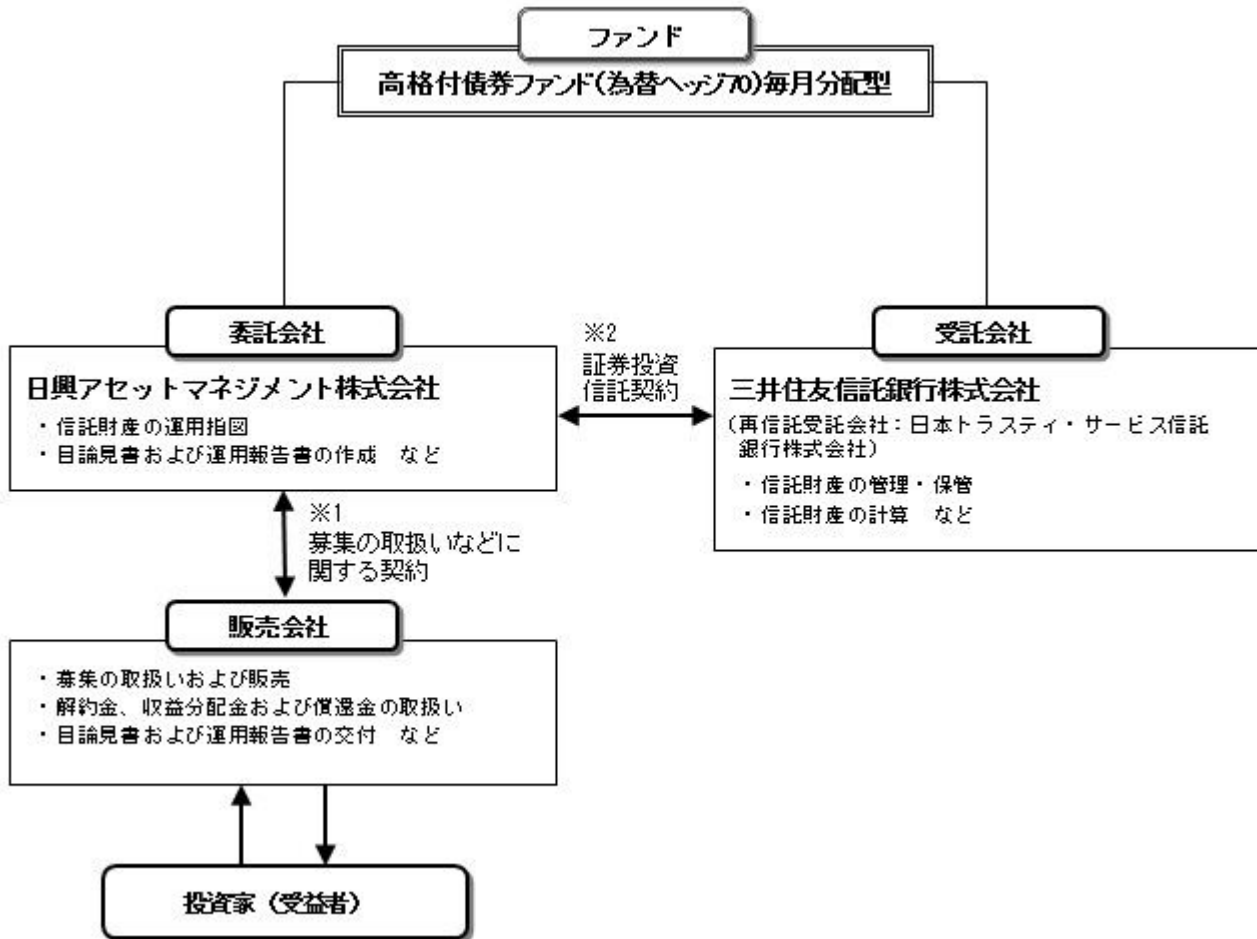 ファンド
高格付債券ファンド(為替ヘッジ70)毎月分配型
委託会社
日興アセットマネジメント株式会社
・信託財産の運用指図
・目論見書および運用報告書の作成　など
※2
証券投資
信託契約
受託会社
三井住友信託銀行株式会社
(再信託受託会社：日本トラスティ・サービス信託
銀行株式会社)
・信託財産の管理・保管
・信託財産の計算　など
※1
募集の取扱いなどに
関する契約
販売会社
・募集の取扱いおよび販売
・解約金、収益分配金および償還金の取扱い
・目論見書および運用報告書の交付　など
投資家（受益者）